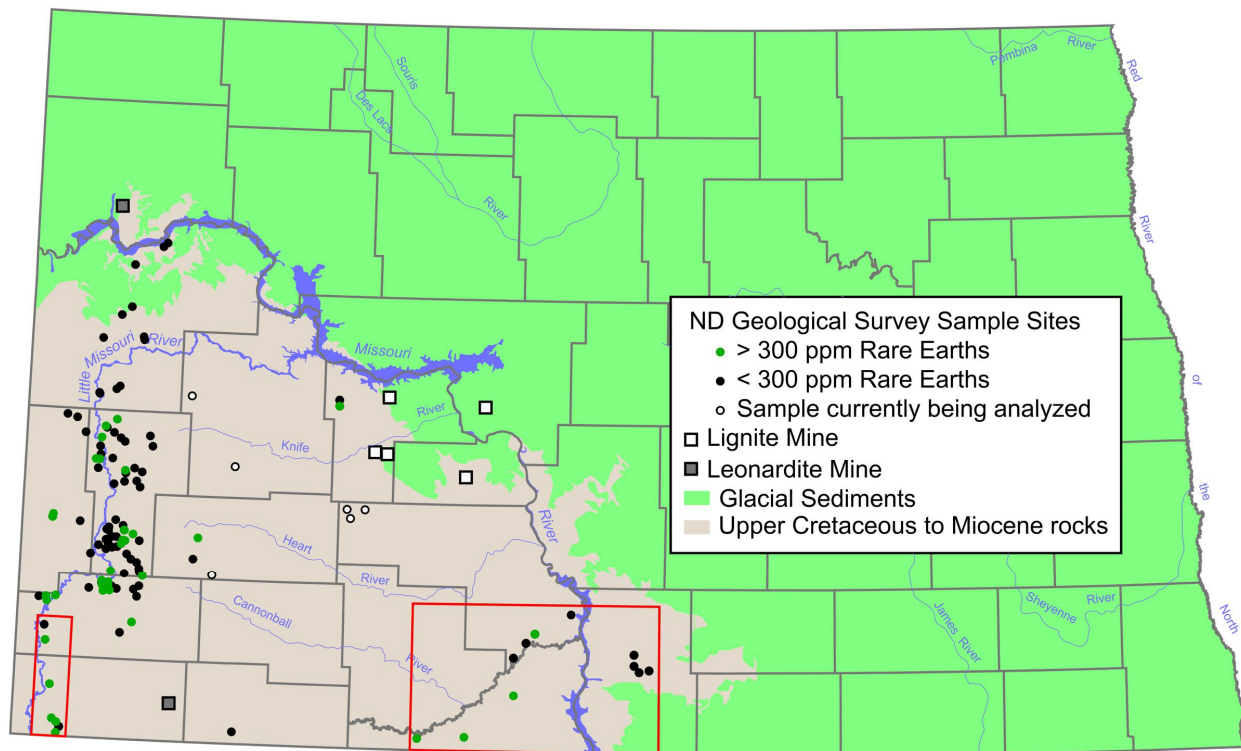 Pembina
River
Red
Souris
Des Lacs
River
River
of
the
North
Little Missouri River
Missouri
River
Knife
River
Heart
River
Cannonball
River
James River
Sheyenne
River
ND Geological Survey Sample Sites
> 300 ppm Rare Earths
< 300 ppm Rare Earths
Sample currently being analyzed
Lignite Mine
Leonardite Mine
Glacial Sediments
Upper Cretaceous to Miocene rocks